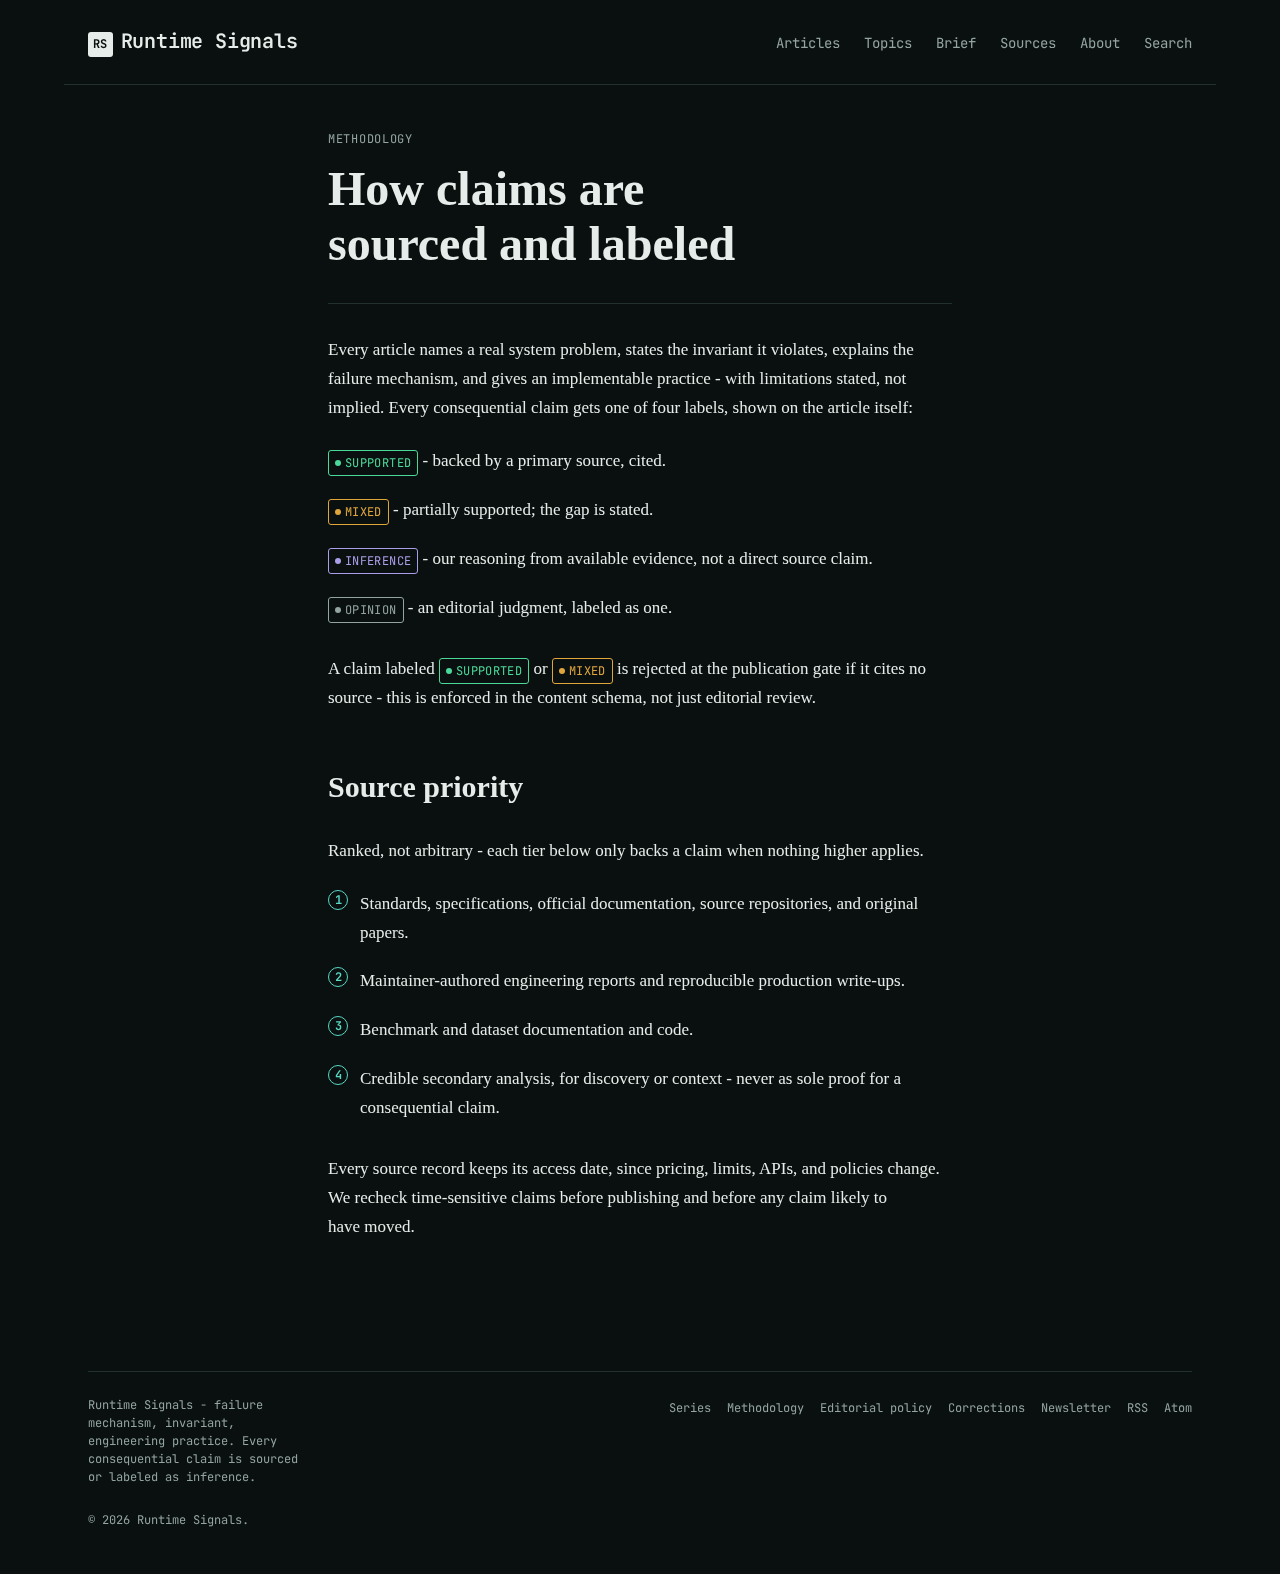 RS Runtime Signals
Articles Topics Brief Sources About Search
METHODOLOGY
How claims are
sourced and labeled
Every article names a real system problem, states the invariant it violates, explains the
failure mechanism, and gives an implementable practice - with limitations stated, not
implied. Every consequential claim gets one of four labels, shown on the article itself:
SUPPORTED - backed by a primary source, cited.
MIXED - partially supported; the gap is stated.
INFERENCE - our reasoning from available evidence, not a direct source claim.
OPINION - an editorial judgment, labeled as one.
A claim labeled SUPPORTED or MIXED is rejected at the publication gate if it cites no
source - this is enforced in the content schema, not just editorial review.
Source priority
Ranked, not arbitrary - each tier below only backs a claim when nothing higher applies.
1 Standards, specifications, official documentation, source repositories, and original
papers.
2 Maintainer-authored engineering reports and reproducible production write-ups.
3 Benchmark and dataset documentation and code.
4 Credible secondary analysis, for discovery or context - never as sole proof for a
consequential claim.
Every source record keeps its access date, since pricing, limits, APIs, and policies change.
We recheck time-sensitive claims before publishing and before any claim likely to
have moved.
Runtime Signals - failure
mechanism, invariant,
engineering practice. Every
consequential claim is sourced
or labeled as inference.
Series Methodology Editorial policy Corrections Newsletter RSS Atom
© 2026 Runtime Signals.